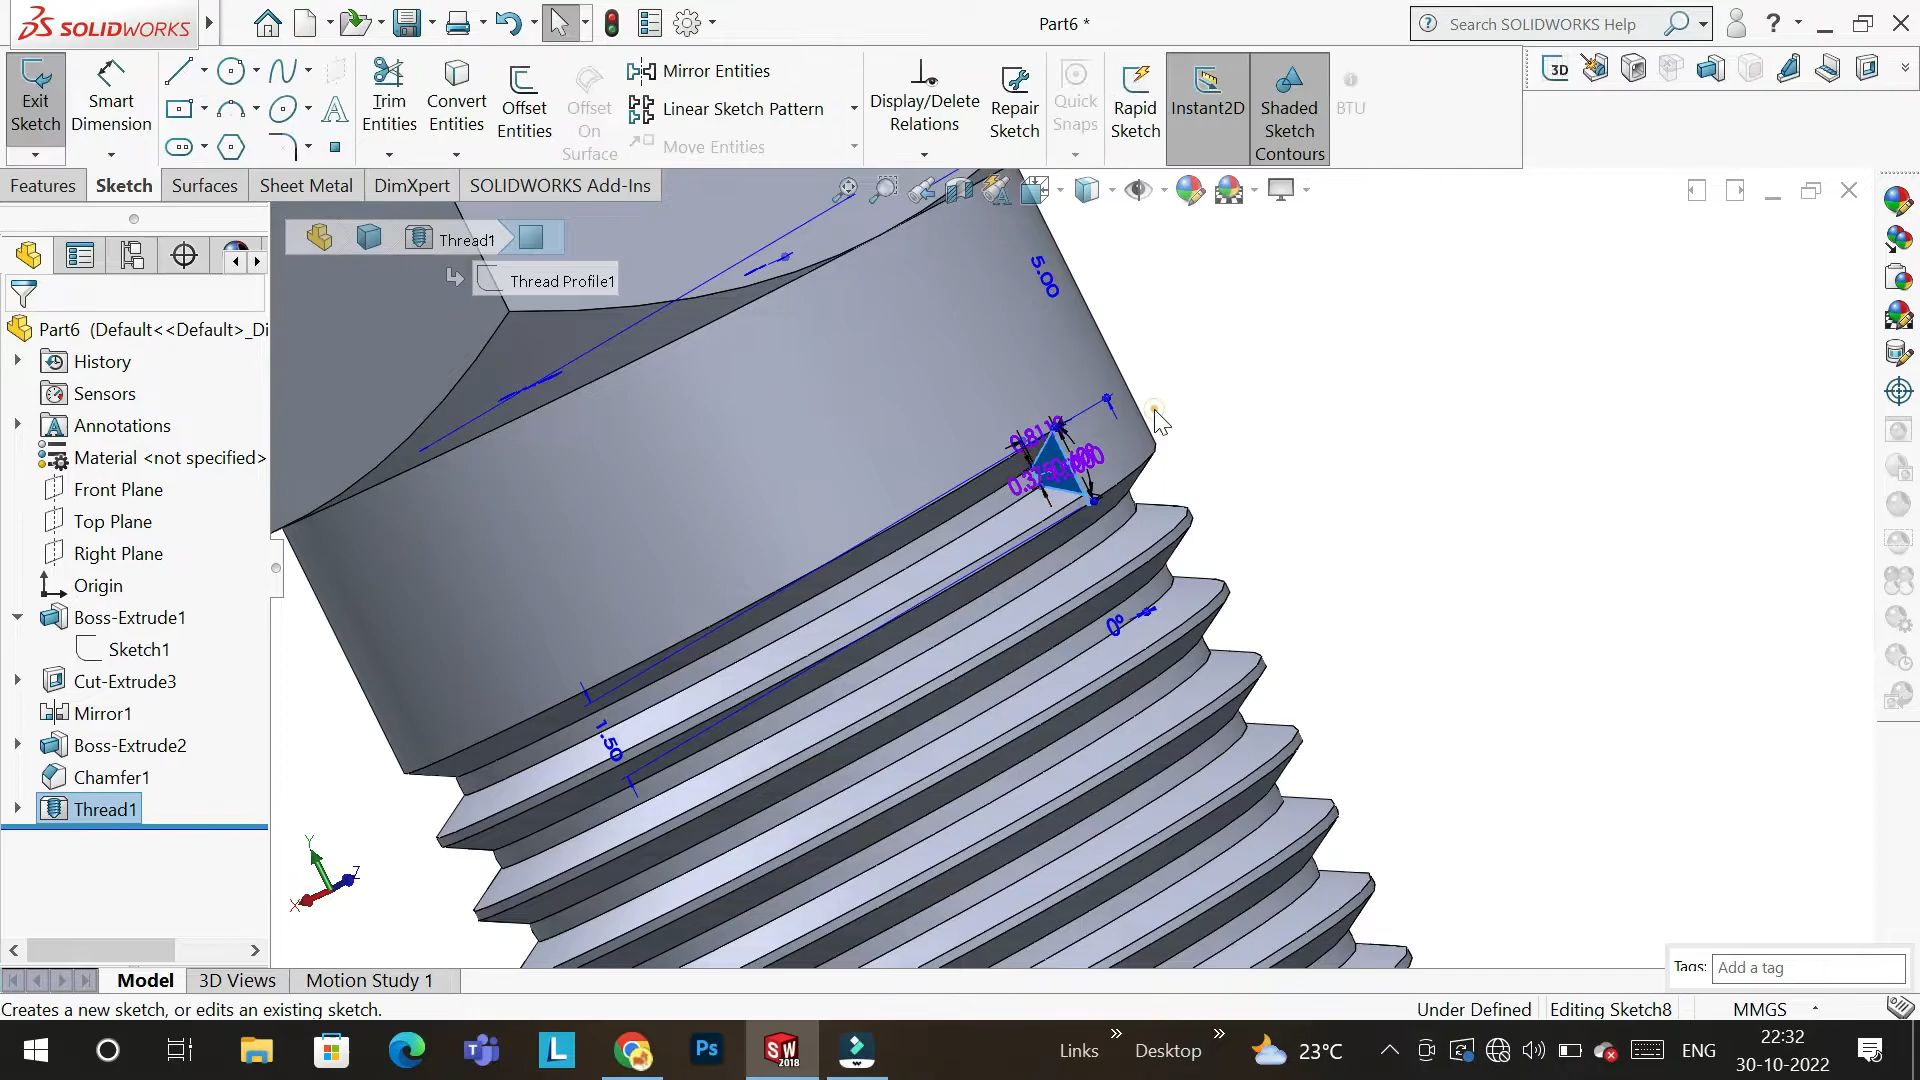 SOLIDWORKS
Part6 *
Search SOLIDWORKS Help
Exit Sketch
Smart Dimension
Trim Entities
Convert Entities
Offset Entities
Offset On Surface
Mirror Entities
Linear Sketch Pattern
Move Entities
Display/Delete Relations
Repair Sketch
Quick Snaps
Rapid Sketch
Instant2D
Shaded Sketch Contours
BTU
3D
Features
Sketch
Surfaces
Sheet Metal
DimXpert
SOLIDWORKS Add-Ins
Thread1
Thread Profile1
Part6 (Default<<Default>_Di
History
Sensors
Annotations
Material <not specified>
Front Plane
Top Plane
Right Plane
Origin
Boss-Extrude1
Sketch1
Cut-Extrude3
Mirror1
Boss-Extrude2
Chamfer1
Thread1
5.00
1.50
0°
Y
X
Z
Tags:
Add a tag
Model
3D Views
Motion Study 1
Creates a new sketch, or edits an existing sketch.
Under Defined
Editing Sketch8
MMGS
L
Ps
SW
2018
Links
Desktop
23°C
ENG
22:32
30-10-2022